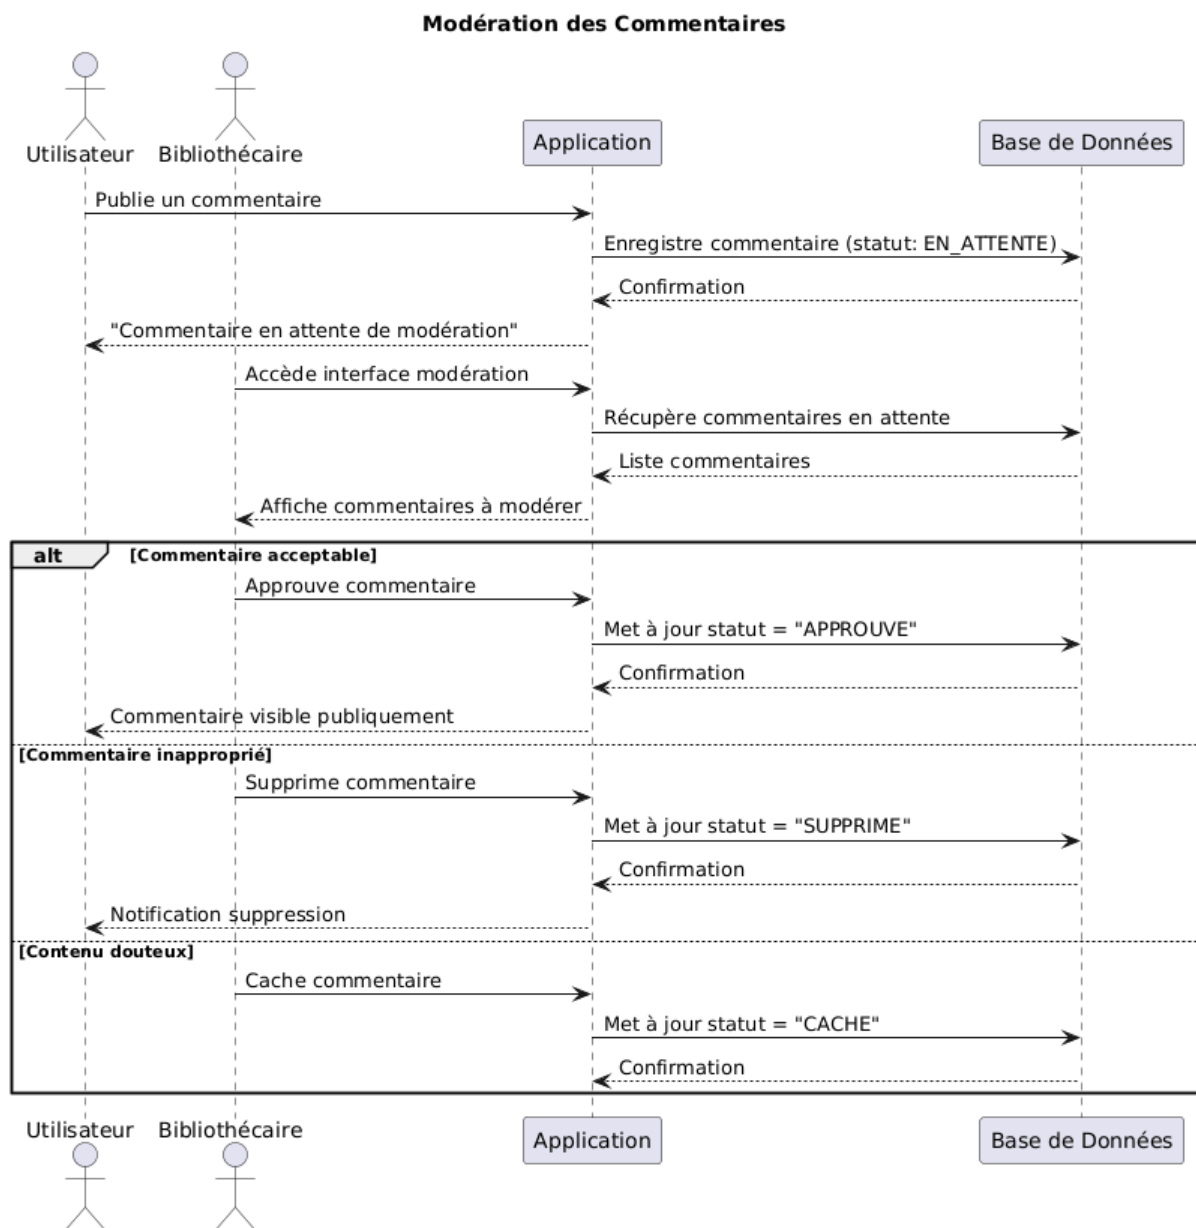 Modération des Commentaires
Utilisateur
Bibliothécaire
Application
Base de Données
Publie un commentaire
Enregistre commentaire (statut: EN_ATTENTE)
Confirmation
"Commentaire en attente de modération"
Accède interface modération
Récupère commentaires en attente
Liste commentaires
Affiche commentaires à modérer
alt [Commentaire acceptable]
Approuve commentaire
Met à jour statut = "APPROUVE"
Confirmation
Commentaire visible publiquement
[Commentaire inapproprié]
Supprime commentaire
Met à jour statut = "SUPPRIME"
Confirmation
Notification suppression
[Contenu douteux]
Cache commentaire
Met à jour statut = "CACHE"
Confirmation
Utilisateur
Bibliothécaire
Application
Base de Données